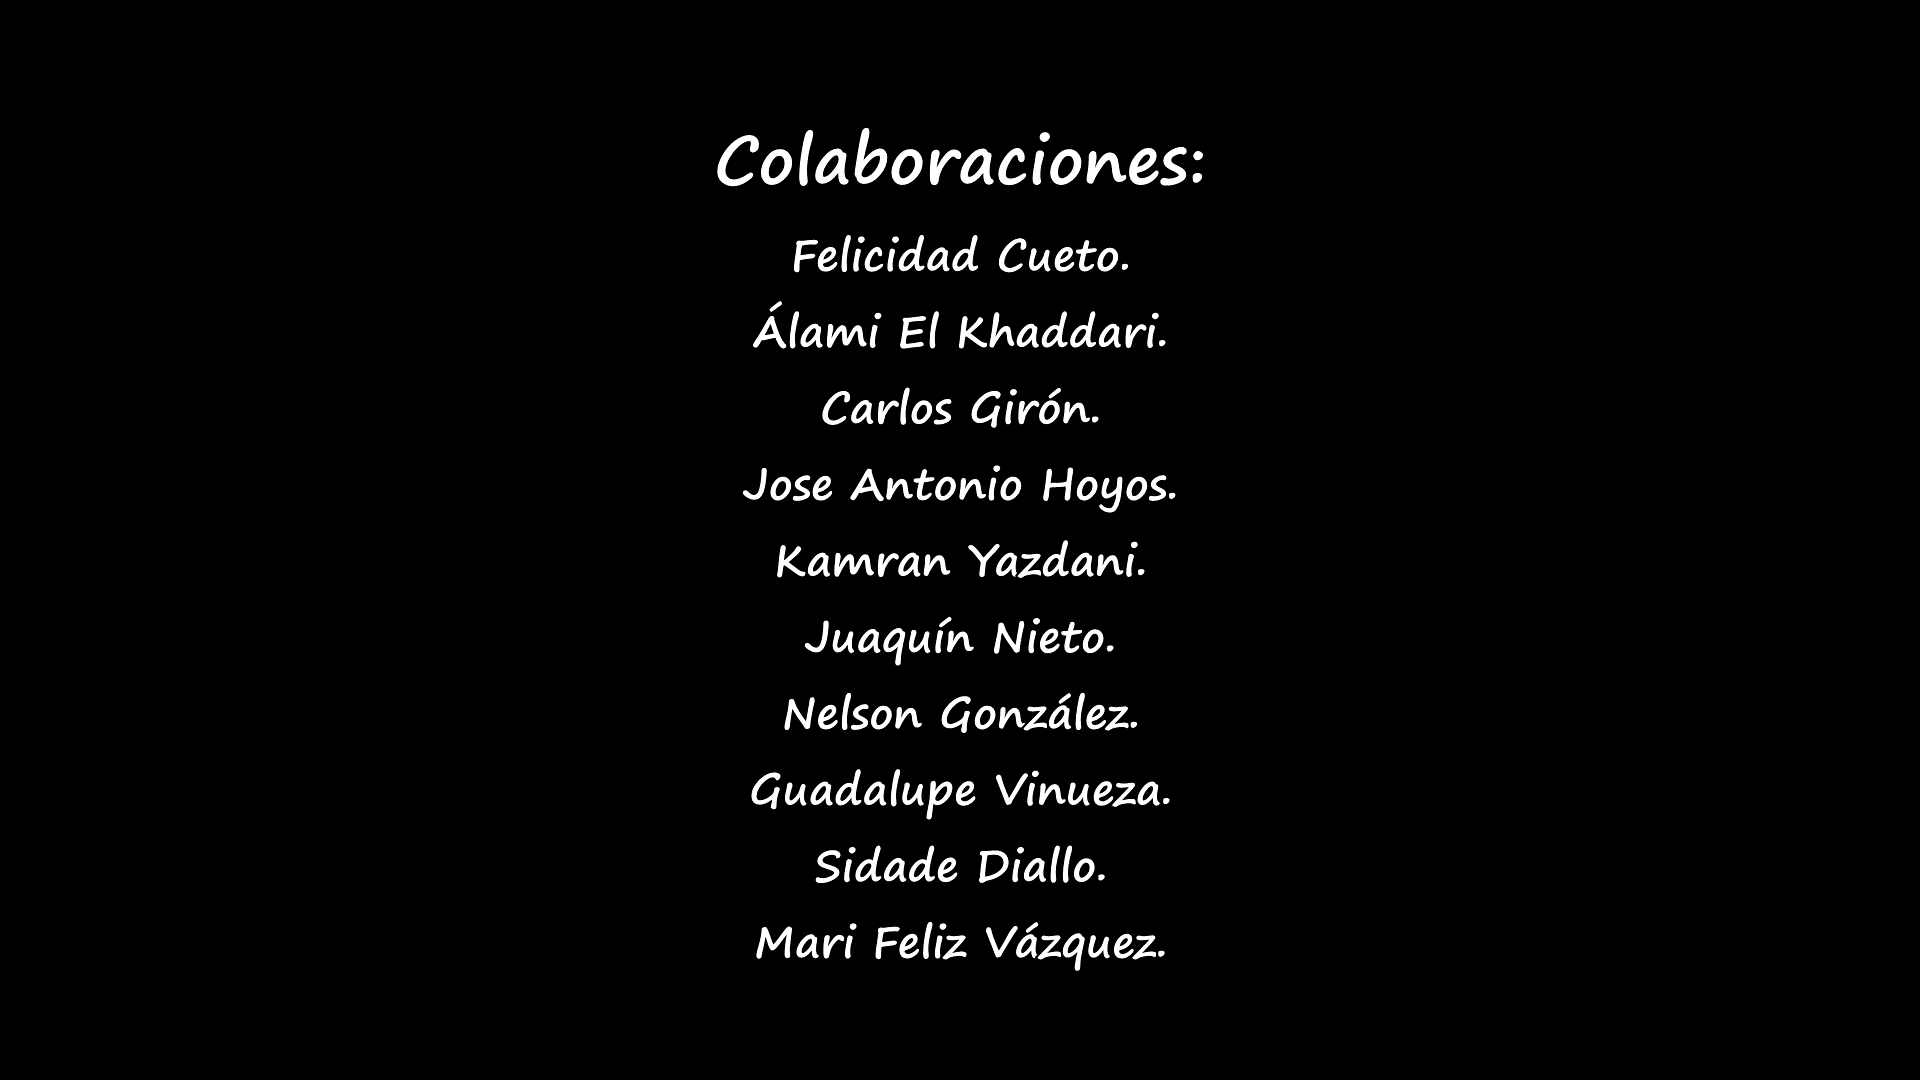 Colaboraciones:
Felicidad Cueto.
Álami El Khaddari.
Carlos Girón.
Jose Antonio Hoyos.
Kamran Yazdani.
Juaquín Nieto.
Nelson González.
Guadalupe Vinueza.
Sidade Diallo.
Mari Feliz Vázquez.